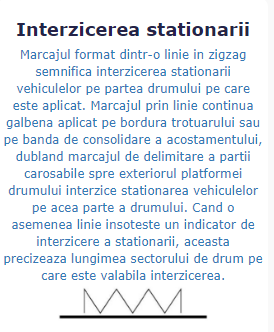 Interzicerea stationarii
Marcajul format dintr-o linie in zigzag
semnifica interzicerea stationarii
vehiculelor pe partea drumului pe care
este aplicat. Marcajul prin linie continua
galbena aplicat pe bordura trotuarului sau
pe banda de consolidare a acostamentului,
dubland marcajul de delimitare a partii
carosabile spre exteriorul platformei
drumului interzice stationarea vehiculelor
pe acea parte a drumului. Cand o
asemenea linie insoteste un indicator de
interzicere a stationarii, aceasta
precizeaza lungimea sectorului de drum pe
care este valabila interzicerea.